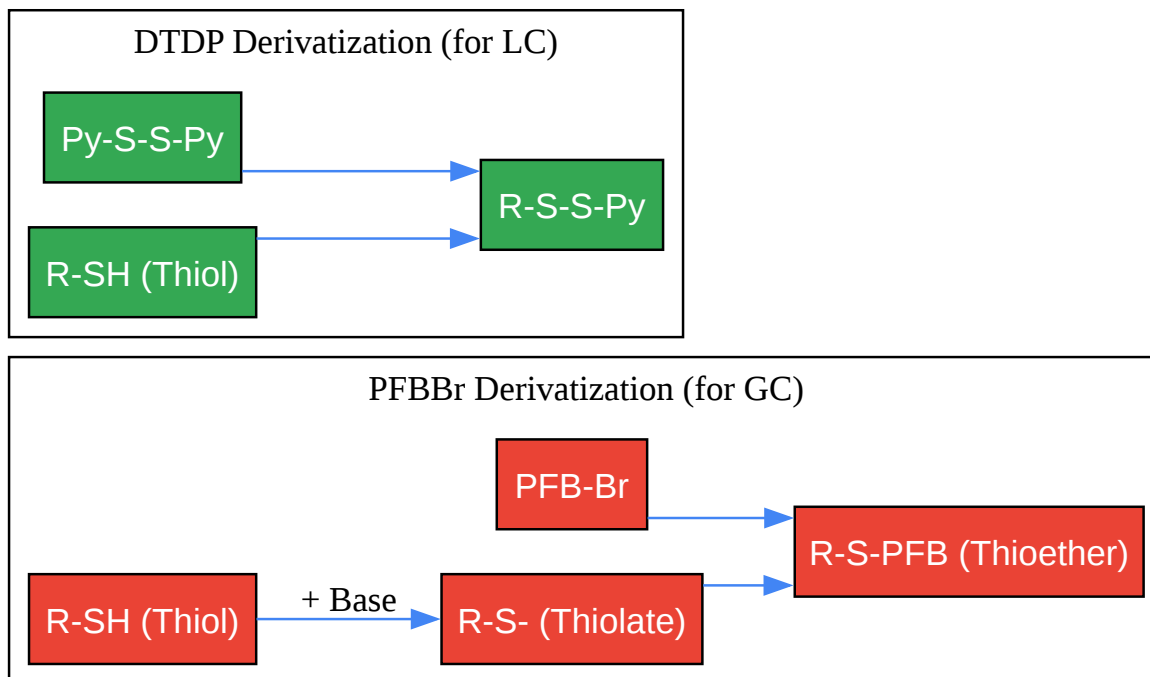 DTDP Derivatization (for LC)
Py-S-S-Py
R-S-S-Py
R-SH (Thiol)
PFBBr Derivatization (for GC)
PFB-Br
R-S-PFB (Thioether)
R-SH (Thiol)
+ Base
R-S- (Thiolate)